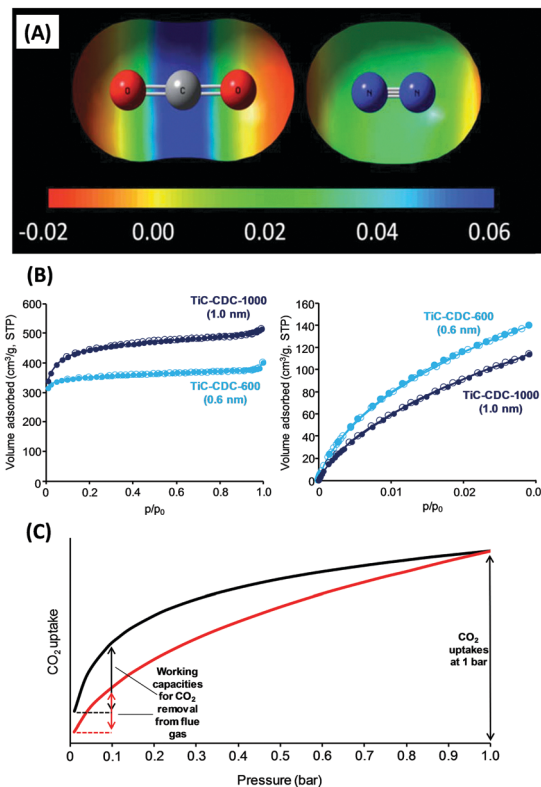 (A)
O C O N N
-0.02 0.00 0.02 0.04 0.06
(B)
600
500
400
300
200
100
0
0 0.2 0.4 0.6 0.8 1.0
Volume adsorbed (cm³/g, STP)
p/p₀
TiC-CDC-1000
(1.0 nm)
TiC-CDC-600
(0.6 nm)
160
140
120
100
80
60
40
20
0
0 0.01 0.02 0.0
Volume adsorbed (cm³/g, STP)
p/p₀
TiC-CDC-600
(0.6 nm)
TiC-CDC-1000
(1.0 nm)
(C)
CO₂ uptake
Working
capacities
for CO₂
removal
from flue
gas
CO₂
uptakes
at 1 bar
0 0.1 0.2 0.3 0.4 0.5 0.6 0.7 0.8 0.9 1.0
Pressure (bar)